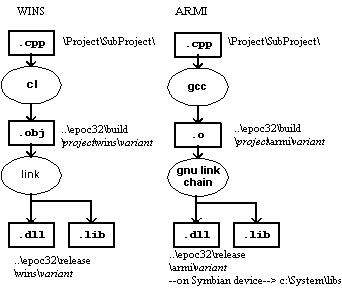 WINS
ARMI
.cpp \Project\SubProject\
.cpp \Project\SubProject\
cl
gcc
.obj ..\epoc32\build
\project\wins\variant
.o ..\epoc32\build
\project\armi\variant
link
gnu link
chain
.dll .lib
.dll .lib
..\epoc32\release
\wins\variant
..\epoc32\release
\armi\variant
--on Symbian device--> c:\System\libs